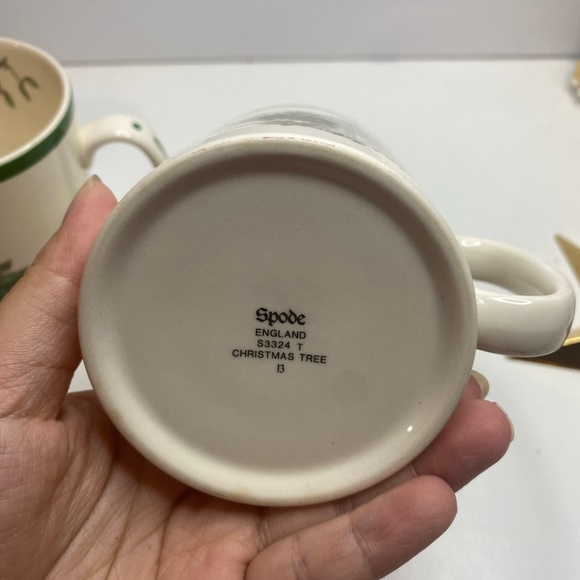 Spode
ENGLAND
S3324 T
CHRISTMAS TREE
13